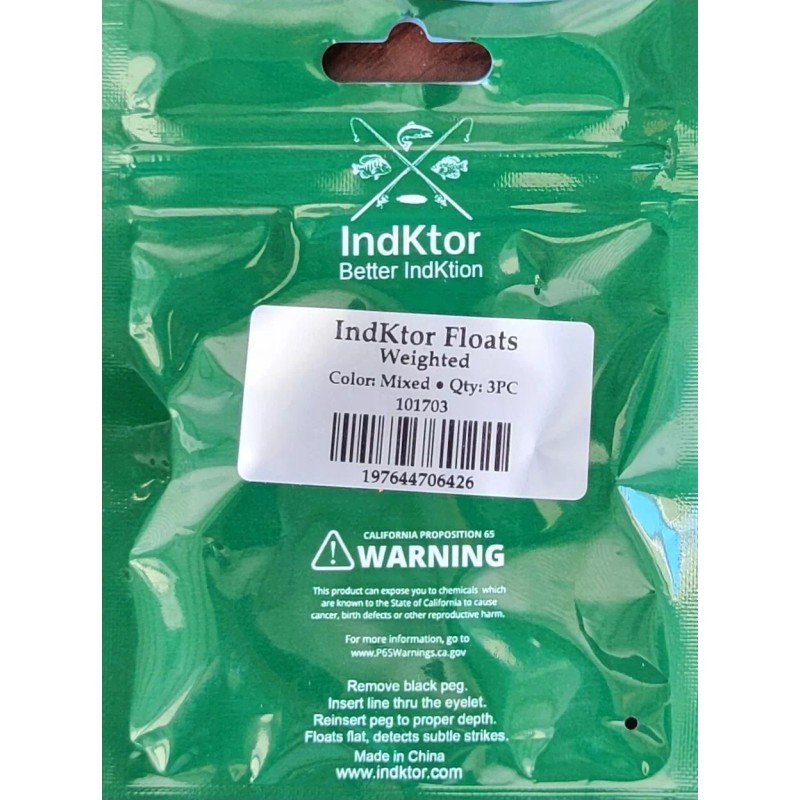 IndKtor
Better IndKtion
IndKtor Floats
Weighted
Color: Mixed • Qty: 3PC
101703
197644706426
CALIFORNIA PROPOSITION 65
WARNING
This product can expose you to chemicals which
are known to the State of California to cause
cancer, birth defects or other reproductive harm.
For more information, go to
www.P65Warnings.ca.gov
Remove black peg.
Insert line thru the eyelet.
Reinsert peg to proper depth.
Floats flat, detects subtle strikes.
Made in China
www.indktor.com